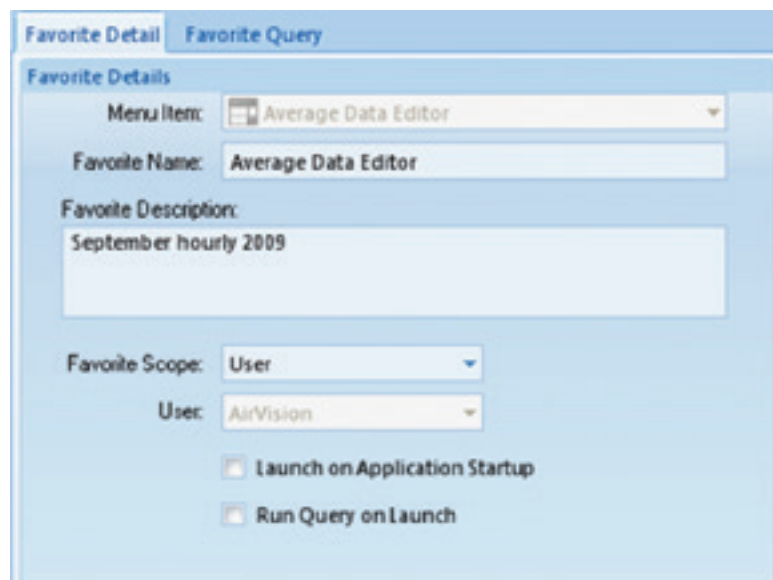 Favorite Detail Favorite Query
Favorite Details
Menu Item: Average Data Editor
Favorite Name: Average Data Editor
Favorite Description:
September hourly 2009
Favorite Scope: User
User: AirVision
Launch on Application Startup
Run Query on Launch